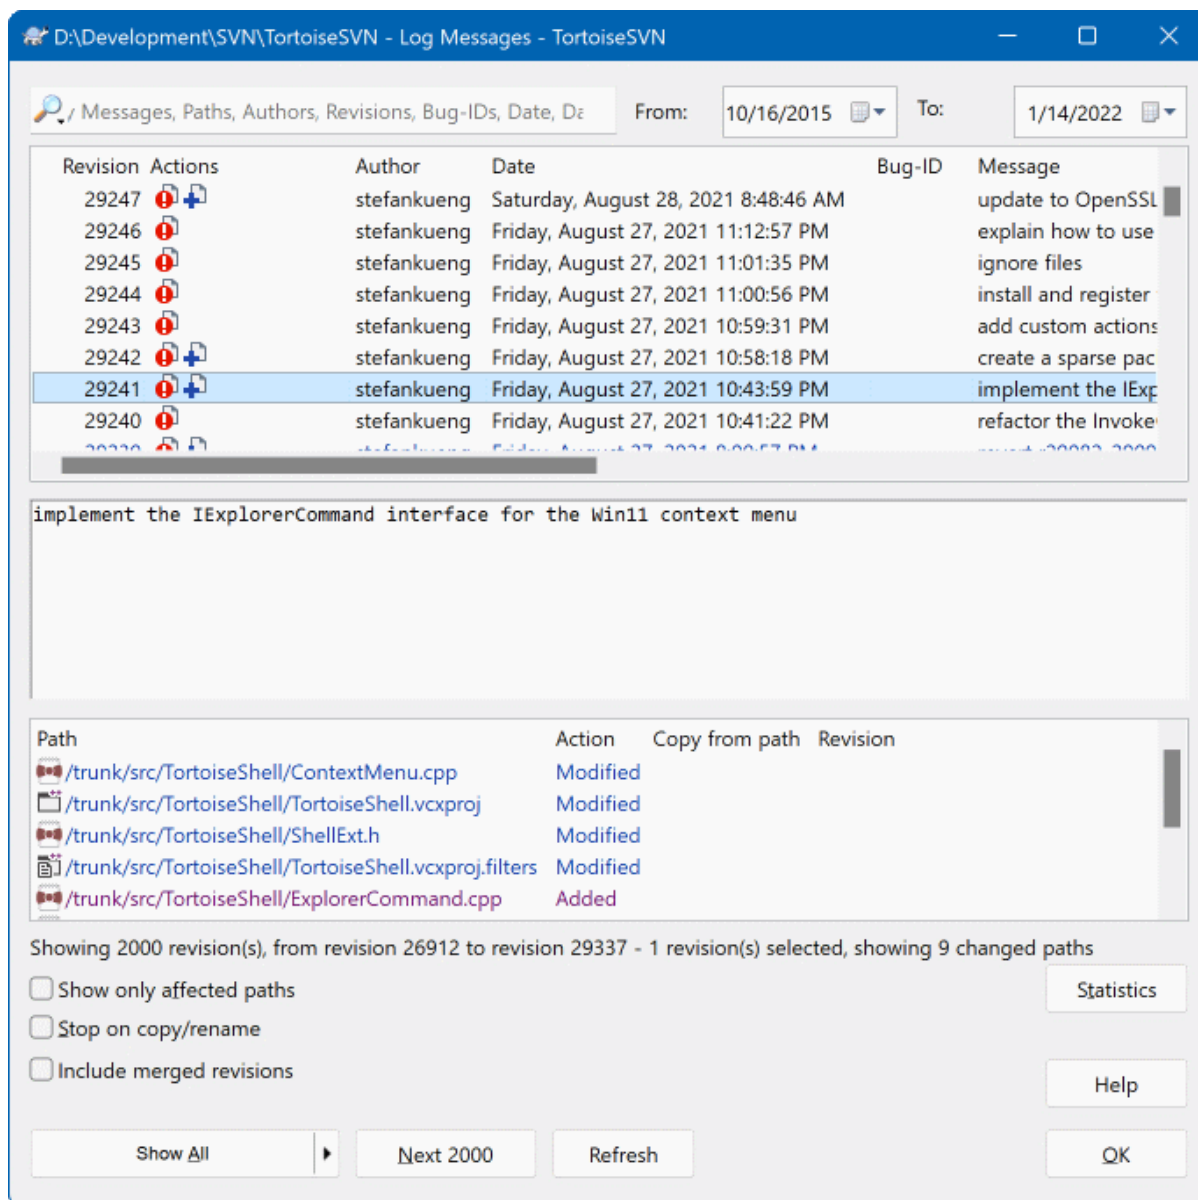 D:\Development\SVN\TortoiseSVN - Log Messages - TortoiseSVN
Messages, Paths, Authors, Revisions, Bug-IDs, Date, Da From: 10/16/2015 To: 1/14/2022
Revision Actions Author Date Bug-ID Message
29247 stefankueng Saturday, August 28, 2021 8:48:46 AM update to OpenSSL
29246 stefankueng Friday, August 27, 2021 11:12:57 PM explain how to use
29245 stefankueng Friday, August 27, 2021 11:01:35 PM ignore files
29244 stefankueng Friday, August 27, 2021 11:00:56 PM install and register
29243 stefankueng Friday, August 27, 2021 10:59:31 PM add custom actions
29242 stefankueng Friday, August 27, 2021 10:58:18 PM create a sparse pac
29241 stefankueng Friday, August 27, 2021 10:43:59 PM implement the IExp
29240 stefankueng Friday, August 27, 2021 10:41:22 PM refactor the Invoke
implement the IExplorerCommand interface for the Win11 context menu
Path Action Copy from path Revision
/trunk/src/TortoiseShell/ContextMenu.cpp Modified
/trunk/src/TortoiseShell/TortoiseShell.vcxproj Modified
/trunk/src/TortoiseShell/ShellExt.h Modified
/trunk/src/TortoiseShell/TortoiseShell.vcxproj.filters Modified
/trunk/src/TortoiseShell/ExplorerCommand.cpp Added
Showing 2000 revision(s), from revision 26912 to revision 29337 - 1 revision(s) selected, showing 9 changed paths
Show only affected paths Statistics
Stop on copy/rename
Include merged revisions Help
Show All Next 2000 Refresh OK